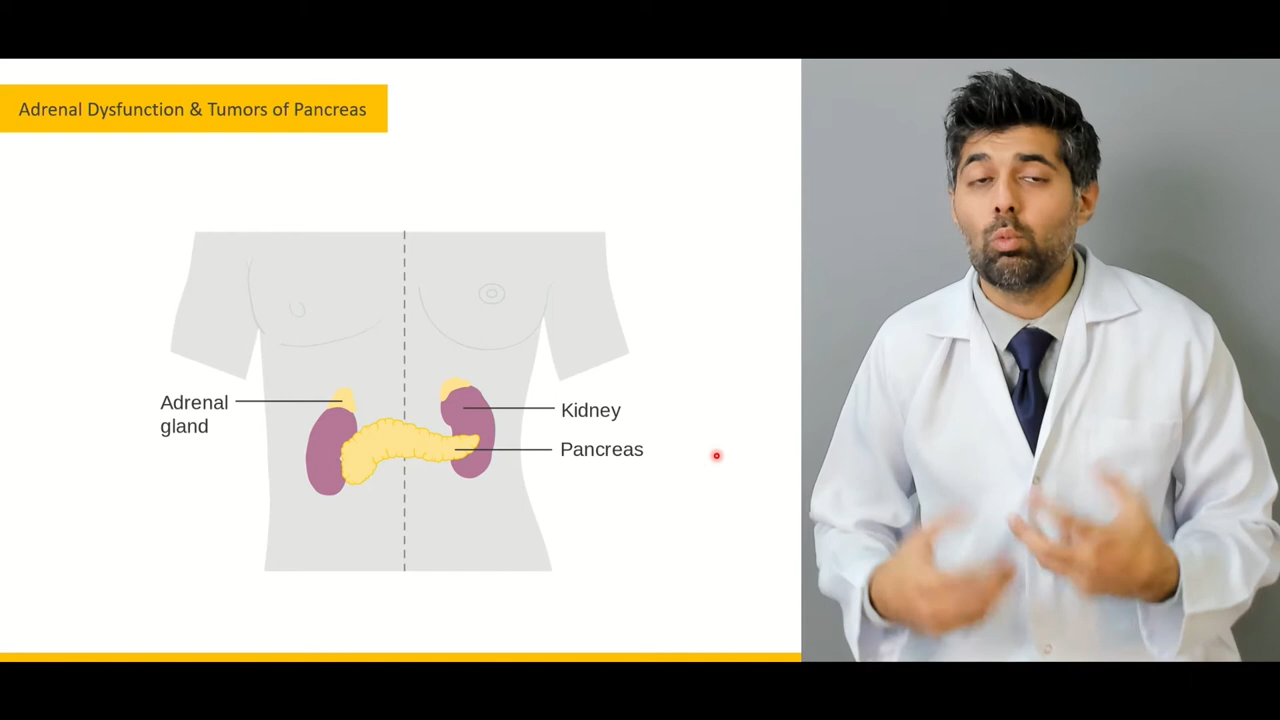 Adrenal Dysfunction & Tumors of Pancreas
Adrenal
gland
Kidney
Pancreas